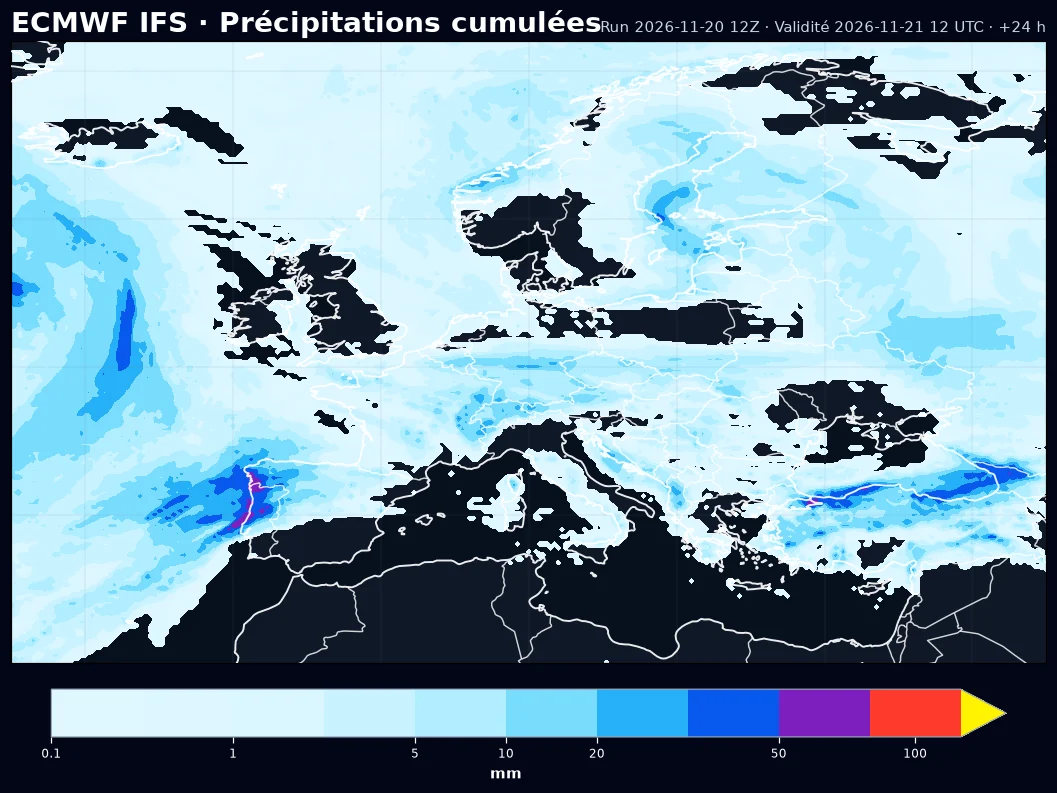 ECMWF IFS · Précipitations cumulées
Run 2026-11-20 12Z · Validité 2026-11-21 12 UTC · +24 h
0.1 1 5 10 20 50 100
mm